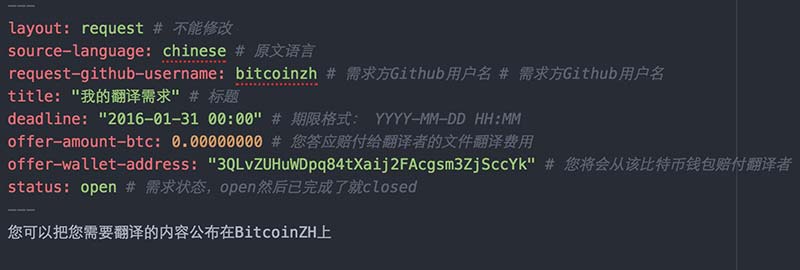 ---
layout: request # 不能修改
source-language: chinese # 原文语言
request-github-username: bitcoinzh # 需求方Github用户名 # 需求方Github用户名
title: "我的翻译需求" # 标题
deadline: "2016-01-31 00:00" # 期限格式: YYYY-MM-DD HH:MM
offer-amount-btc: 0.00000000 # 您答应赔付给翻译者的文件翻译费用
offer-wallet-address: "3QLvZUHuWDpq84tXaij2FAcgsm3ZjSccYk" # 您将会从该比特币钱包赔付翻译者
status: open # 需求状态，open然后已完成了就closed
---
您可以把您需要翻译的内容公布在BitcoinZH上